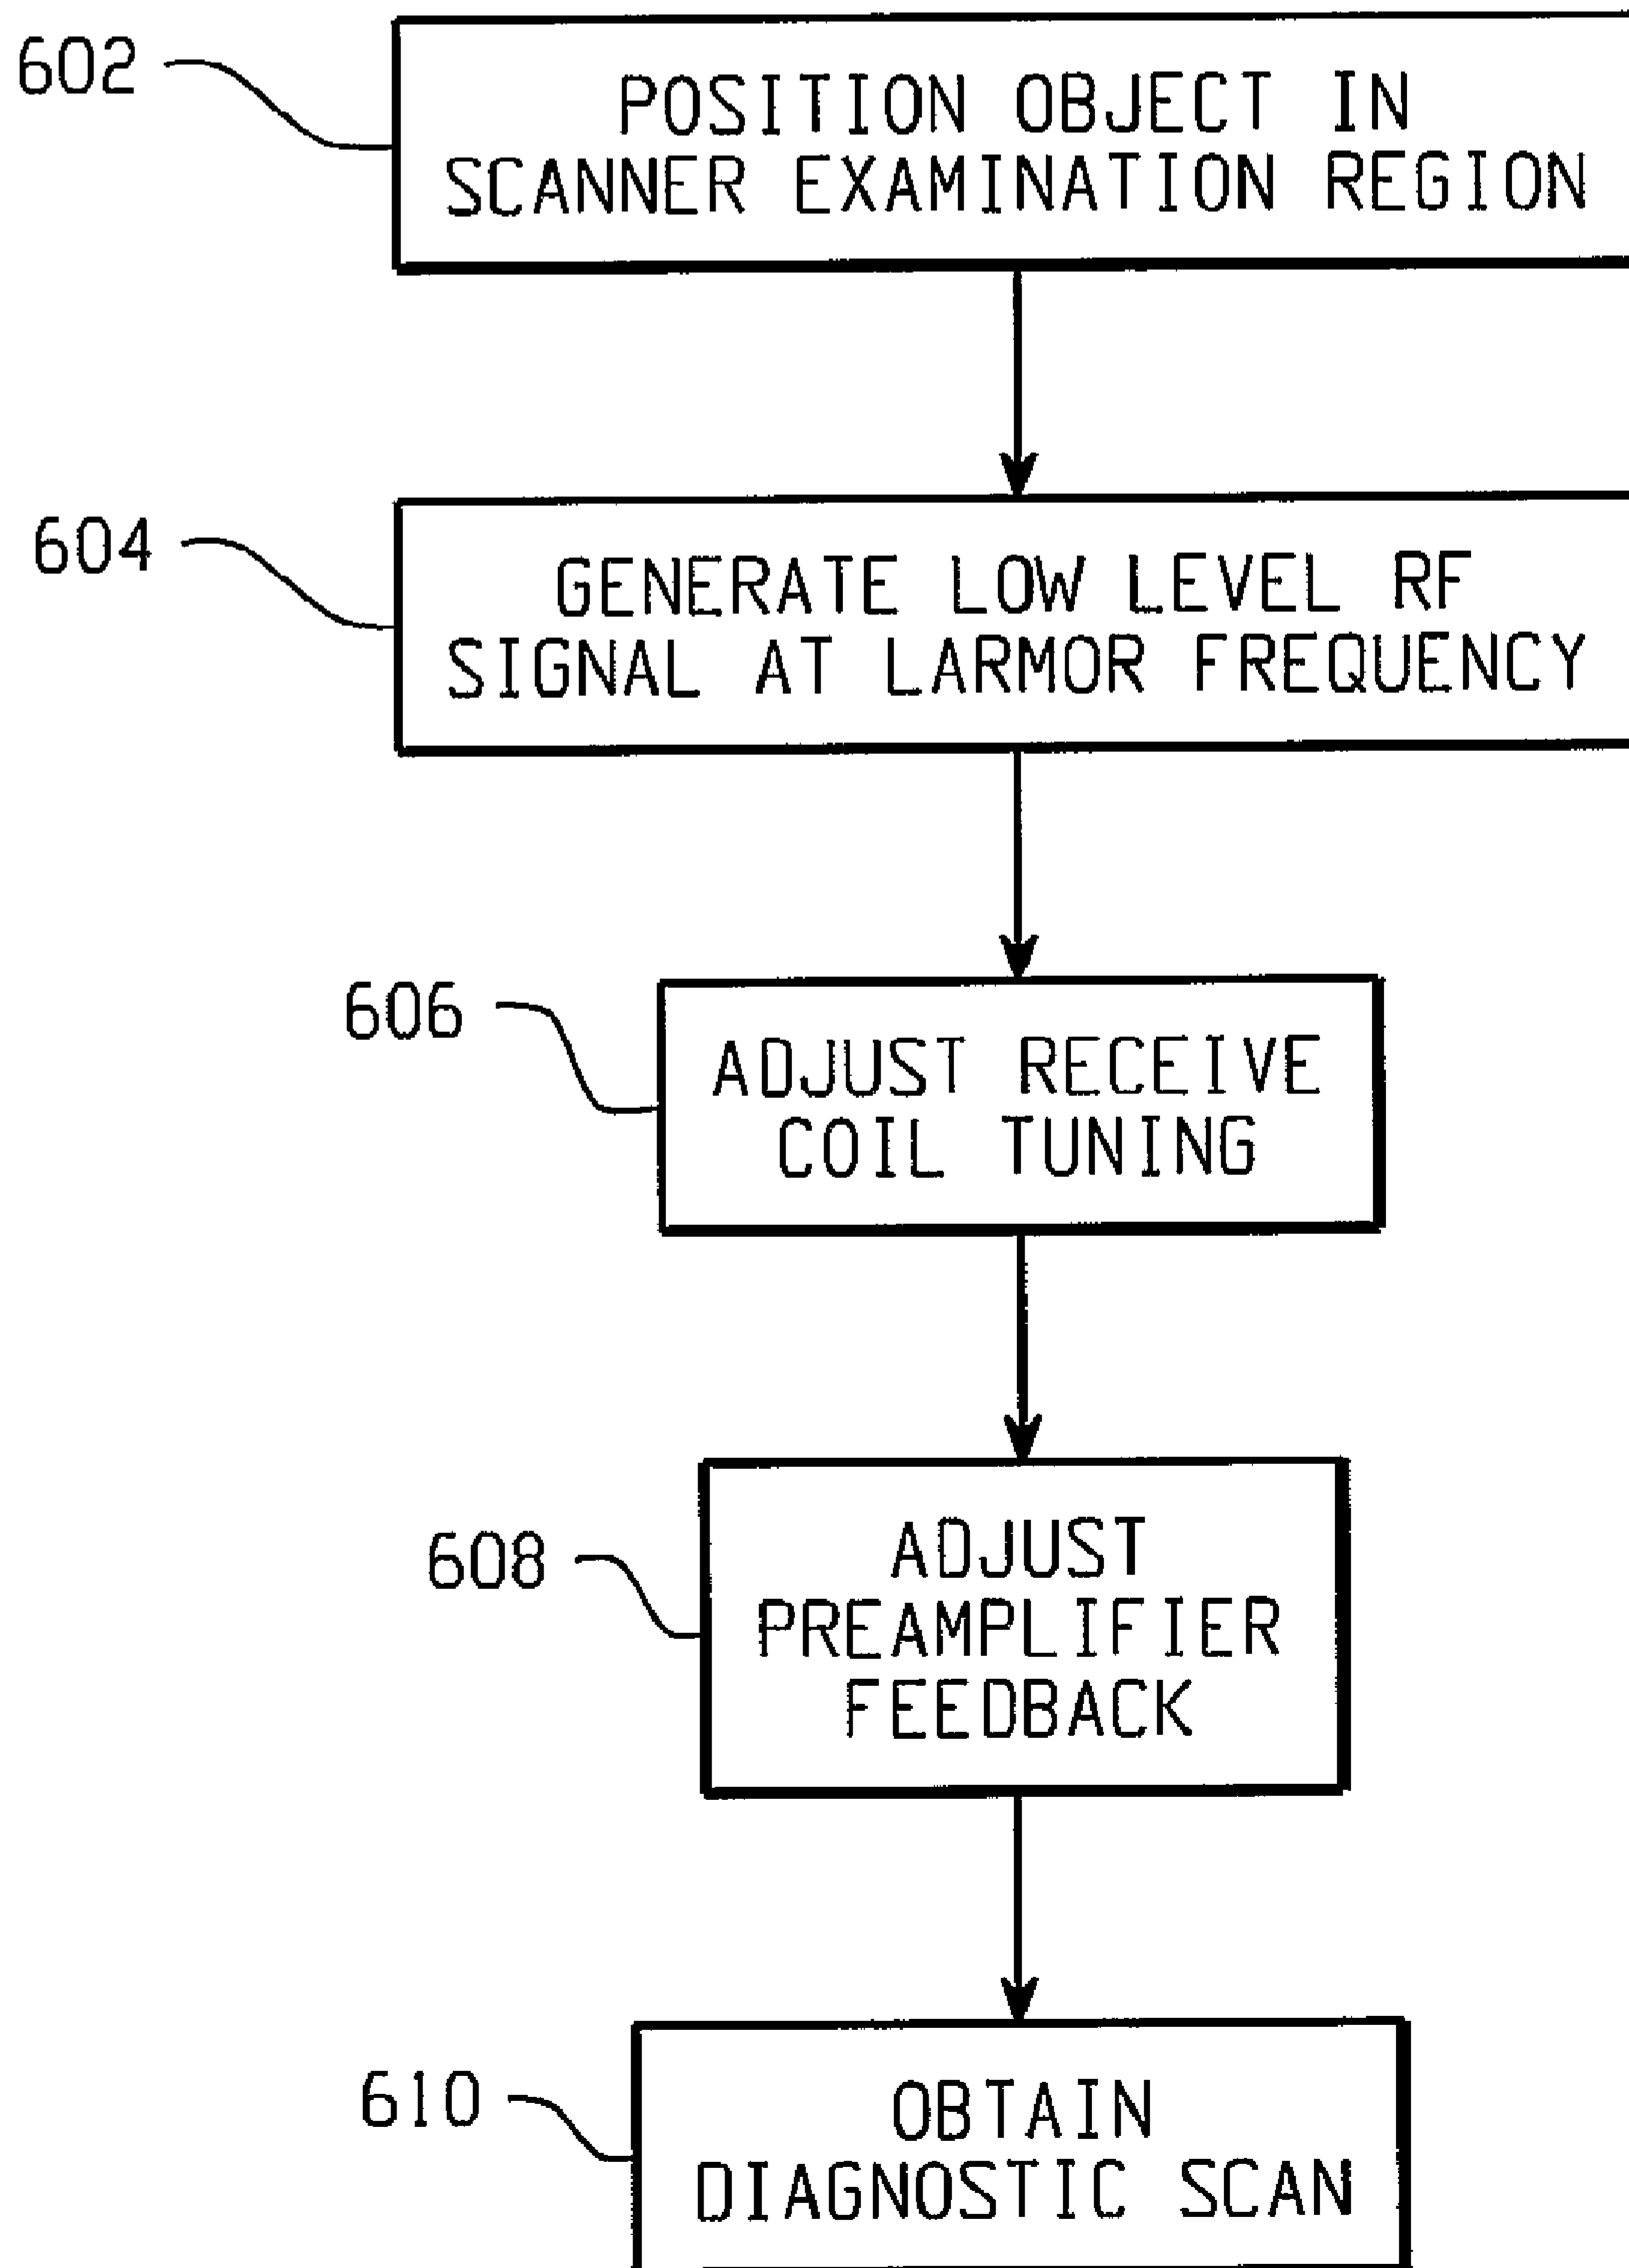 602
POSITION OBJECT IN
SCANNER EXAMINATION REGION
604
GENERATE LOW LEVEL RF
SIGNAL AT LARMOR FREQUENCY
606
ADJUST RECEIVE
COIL TUNING
608
ADJUST
PREAMPLIFIER
FEEDBACK
610
OBTAIN
DIAGNOSTIC SCAN